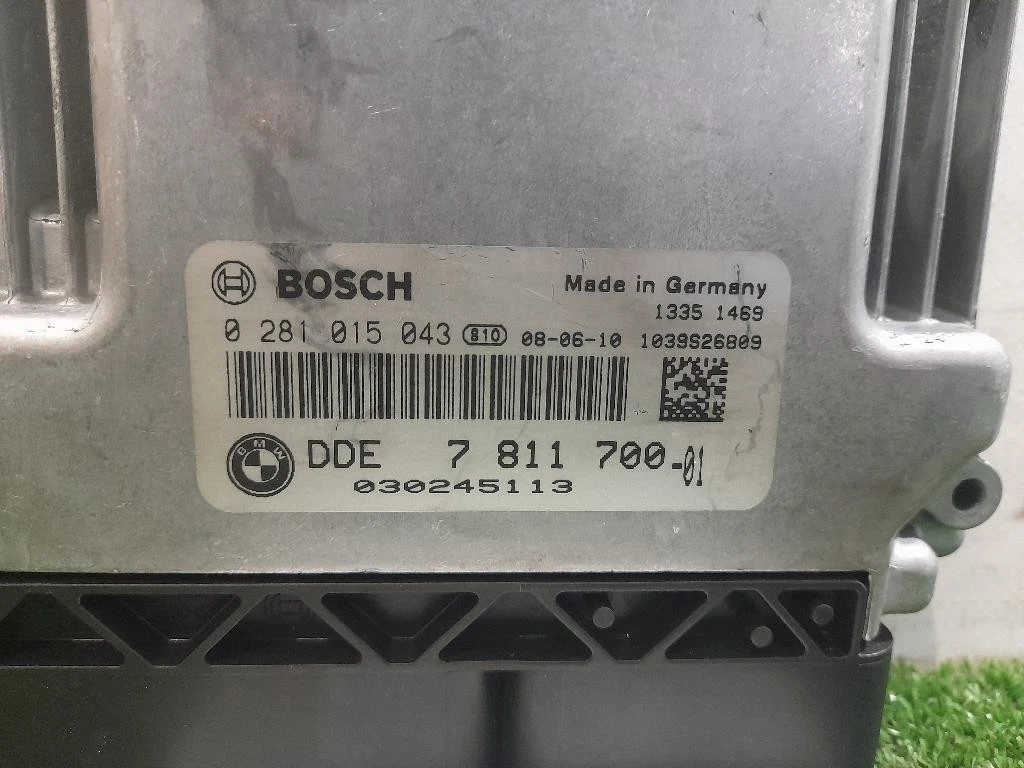 BOSCH
Made in Germany
1335 1469
0 281 015 043 810 08-06-10 1039S26809
BMW
DDE 7 811 700-01
030245113